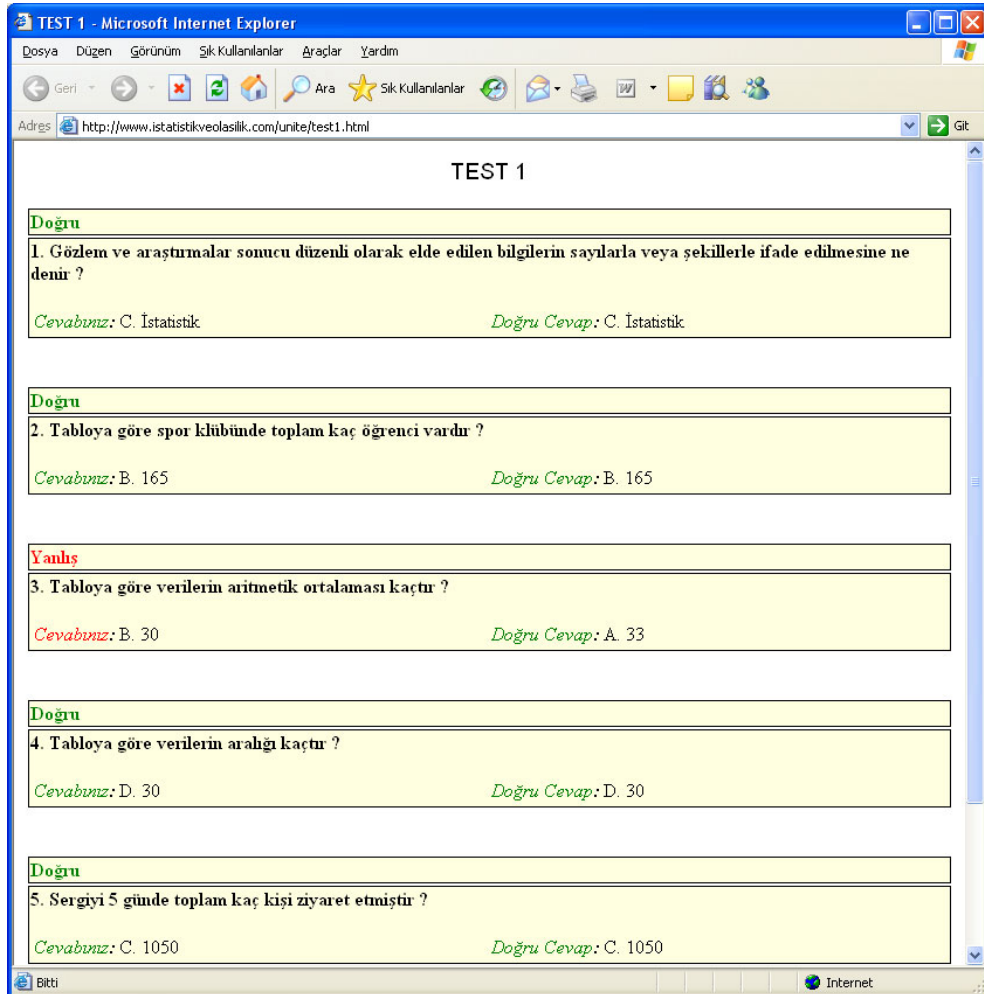 TEST 1 - Microsoft Internet Explorer
Dosya Düzen Görünüm Sık Kullanılanlar Araçlar Yardım
Geri Ara Sık Kullanılanlar
Adres http://www.istatistikveolasilik.com/unite/test1.html Git
TEST 1
Doğru
1. Gözlem ve araştırmalar sonucu düzenli olarak elde edilen bilgilerin sayılarla veya şekillerle ifade edilmesine ne
denir ?
Cevabınız: C. İstatistik Doğru Cevap: C. İstatistik
Doğru
2. Tabloya göre spor klübünde toplam kaç öğrenci vardır ?
Cevabınız: B. 165 Doğru Cevap: B. 165
Yanlış
3. Tabloya göre verilerin aritmetik ortalaması kaçtır ?
Cevabınız: B. 30 Doğru Cevap: A. 33
Doğru
4. Tabloya göre verilerin aralığı kaçtır ?
Cevabınız: D. 30 Doğru Cevap: D. 30
Doğru
5. Sergiyi 5 günde toplam kaç kişi ziyaret etmiştir ?
Cevabınız: C. 1050 Doğru Cevap: C. 1050
Bitti Internet